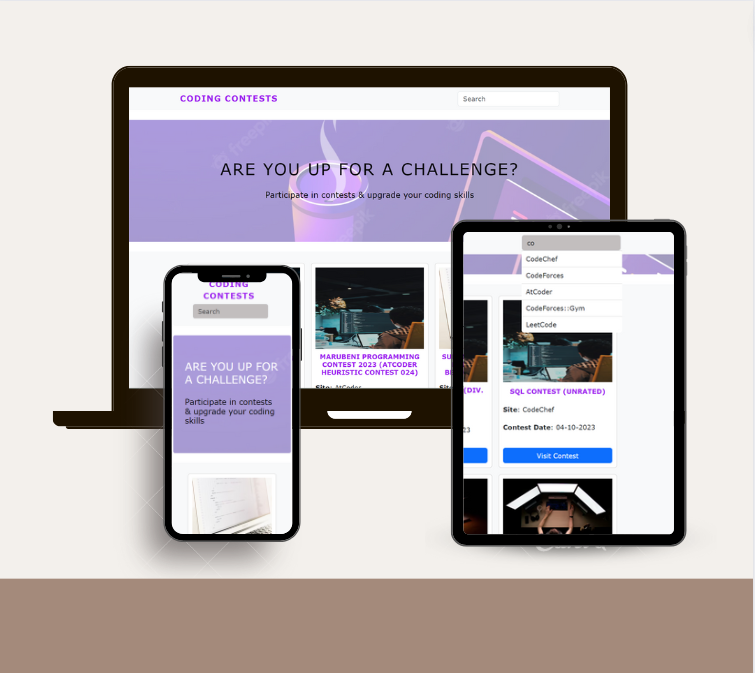 CODING CONTESTS
Search
ARE YOU UP FOR A CHALLENGE?
Participate in contests & upgrade your coding skills
MARUBENI PROGRAMMING
CONTEST 2023 (ATCODER
HEURISTIC CONTEST 024)
Site: AtCoder
SU
B
Site:
CODING
CONTESTS
Search
ARE YOU UP FOR
A CHALLENGE?
Participate in contests
& upgrade your coding
skills
co
CodeChef
CodeForces
AtCoder
CodeForces::Gym
LeetCode
(DIV.
23
SQL CONTEST (UNRATED)
Site: CodeChef
Contest Date: 04-10-2023
Visit Contest